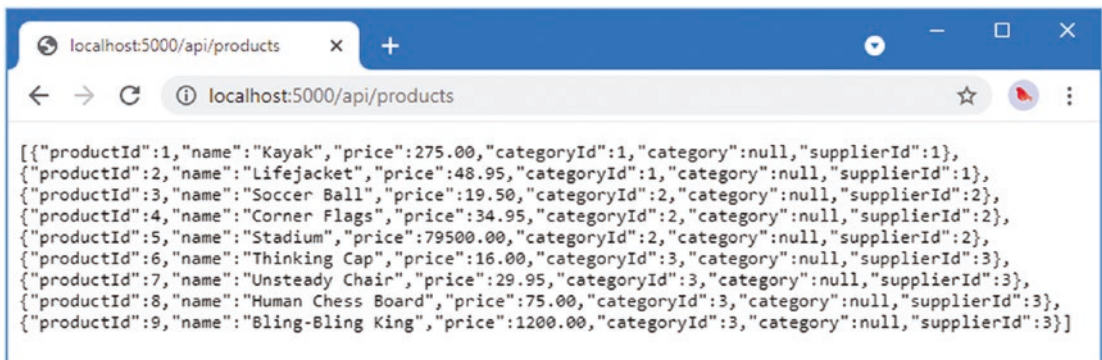 localhost:5000/api/products
localhost:5000/api/products
[{"productId":1,"name":"Kayak","price":275.00,"categoryId":1,"category":null,"supplierId":1},
{"productId":2,"name":"Lifejacket","price":48.95,"categoryId":1,"category":null,"supplierId":1},
{"productId":3,"name":"Soccer Ball","price":19.50,"categoryId":2,"category":null,"supplierId":2},
{"productId":4,"name":"Corner Flags","price":34.95,"categoryId":2,"category":null,"supplierId":2},
{"productId":5,"name":"Stadium","price":79500.00,"categoryId":2,"category":null,"supplierId":2},
{"productId":6,"name":"Thinking Cap","price":16.00,"categoryId":3,"category":null,"supplierId":3},
{"productId":7,"name":"Unsteady Chair","price":29.95,"categoryId":3,"category":null,"supplierId":3},
{"productId":8,"name":"Human Chess Board","price":75.00,"categoryId":3,"category":null,"supplierId":3},
{"productId":9,"name":"Bling-Bling King","price":1200.00,"categoryId":3,"category":null,"supplierId":3}]